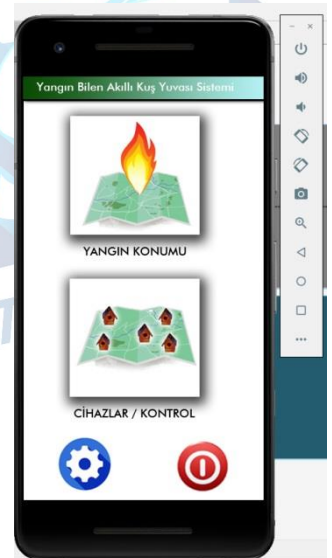 Yangın Bilen Akıllı Kuş Yuvası Sistemi
YANGIN KONUMU
CİHAZLAR / KONTROL